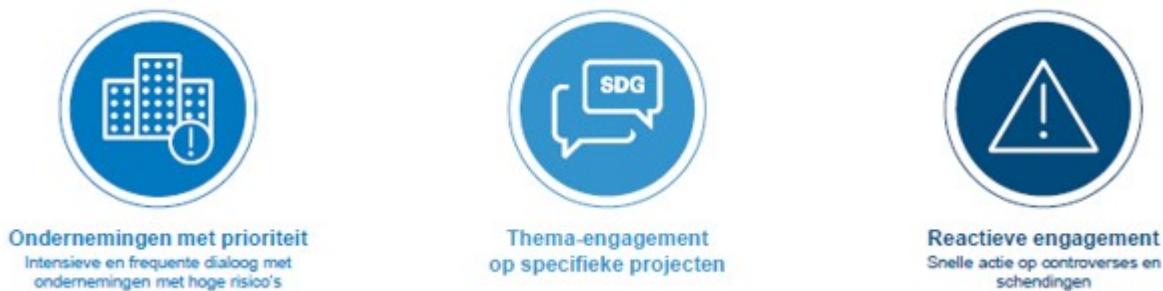 SDG
Ondernemingen met prioriteit
Intensieve en frequente dialoog met
ondernemingen met hoge risico's
Thema-engagement
op specifieke projecten
Reactieve engagement
Snelle actie op controverses en
schendingen